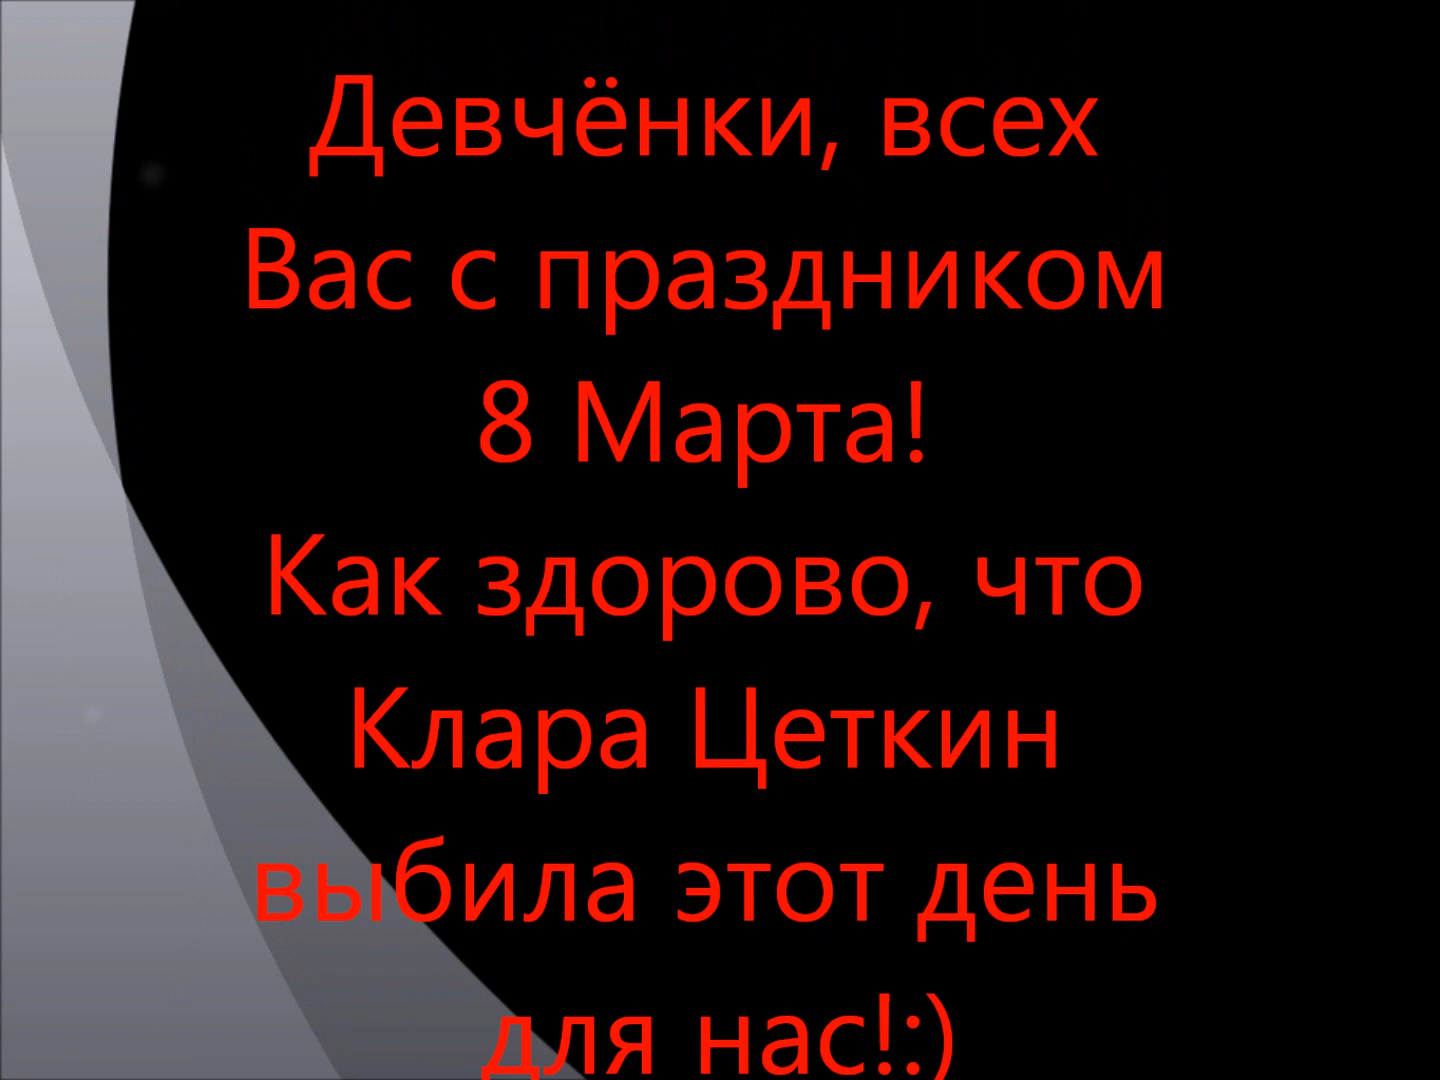 Девчёнки, всех
Вас с праздником
8 Марта!
Как здорово, что
Клара Цеткин
выбила этот день
для нас!:)